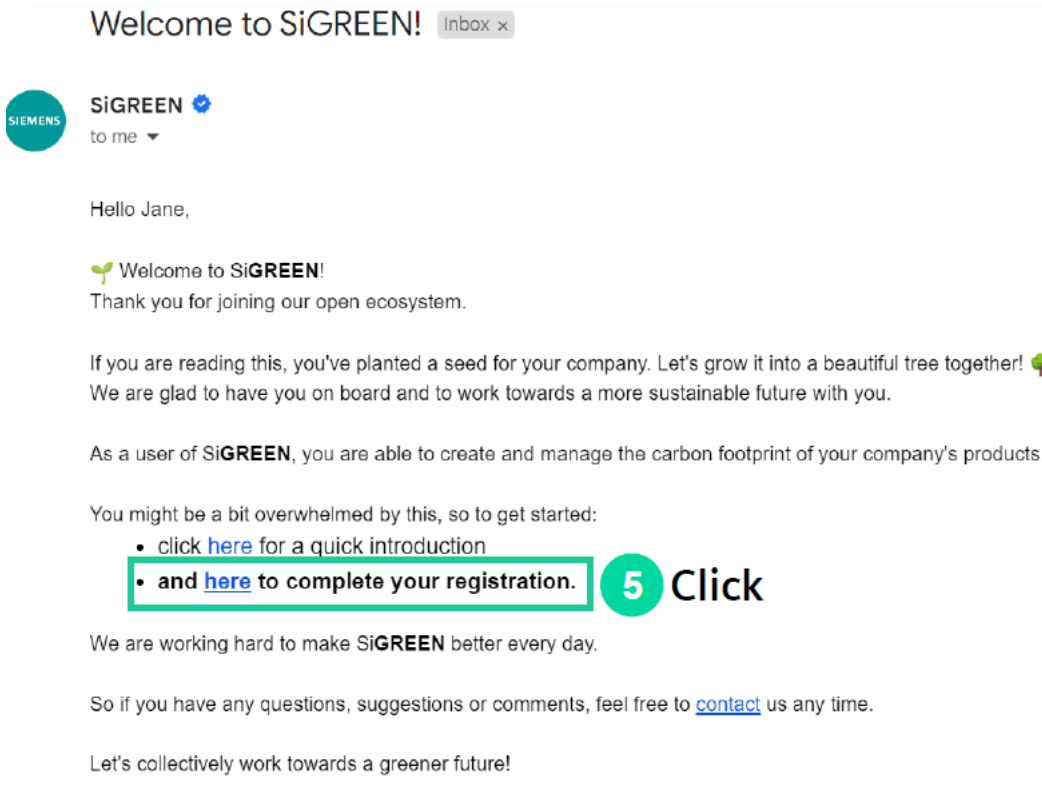 Welcome to SiGREEN! Inbox ×
SiGREEN
SIEMENS
to me
Hello Jane,
🌱 Welcome to SiGREEN!
Thank you for joining our open ecosystem.
If you are reading this, you've planted a seed for your company. Let's grow it into a beautiful tree together! 🌳
We are glad to have you on board and to work towards a more sustainable future with you.
As a user of SiGREEN, you are able to create and manage the carbon footprint of your company's products
You might be a bit overwhelmed by this, so to get started:
• click here for a quick introduction
• and here to complete your registration.
5 Click
We are working hard to make SiGREEN better every day.
So if you have any questions, suggestions or comments, feel free to contact us any time.
Let's collectively work towards a greener future!